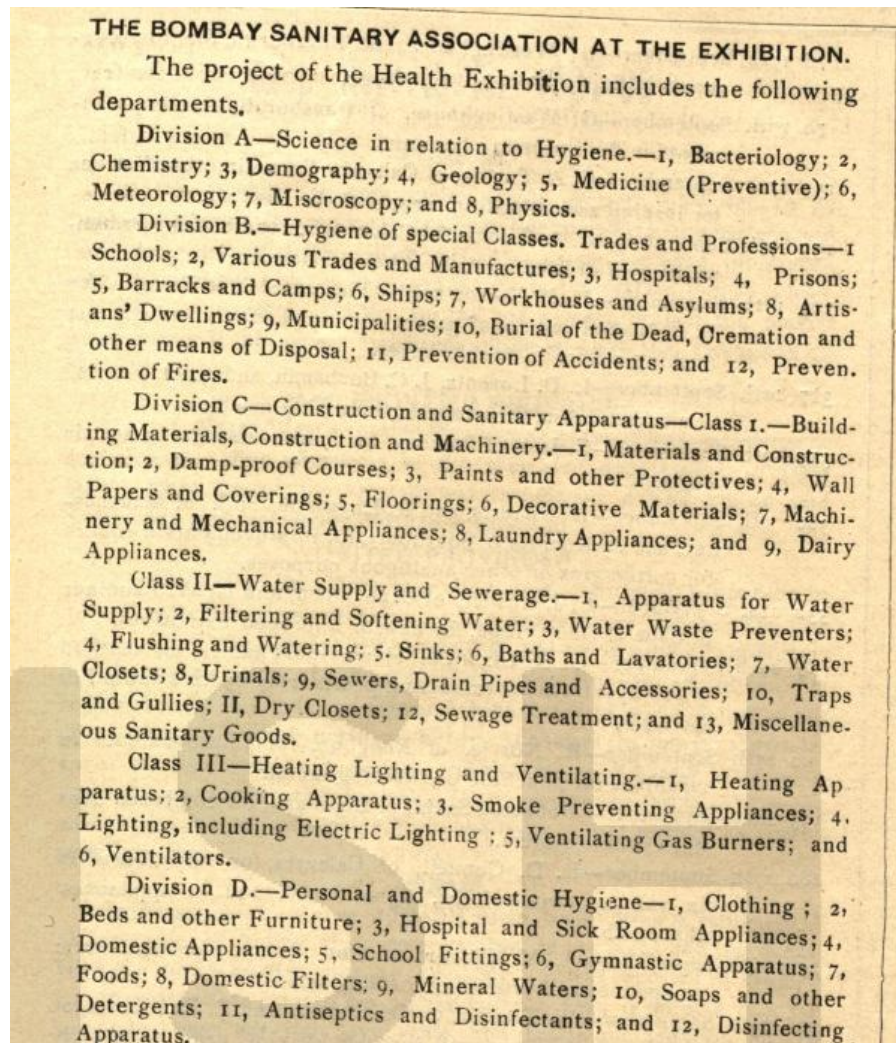 THE BOMBAY SANITARY ASSOCIATION AT THE EXHIBITION.
The project of the Health Exhibition includes the following
departments.
Division A—Science in relation to Hygiene.—1, Bacteriology; 2,
Chemistry; 3, Demography; 4, Geology; 5, Medicine (Preventive); 6,
Meteorology; 7, Miscroscopy; and 8, Physics.
Division B.—Hygiene of special Classes. Trades and Professions—1
Schools; 2, Various Trades and Manufactures; 3, Hospitals; 4, Prisons;
5, Barracks and Camps; 6, Ships; 7, Workhouses and Asylums; 8, Artis-
ans' Dwellings; 9, Municipalities; 10, Burial of the Dead, Cremation and
other means of Disposal; 11, Prevention of Accidents; and 12, Preven.
tion of Fires.
Division C—Construction and Sanitary Apparatus—Class 1.—Build-
ing Materials, Construction and Machinery.—1, Materials and Construc-
tion; 2, Damp-proof Courses; 3, Paints and other Protectives; 4, Wall
Papers and Coverings; 5, Floorings; 6, Decorative Materials; 7, Machi-
nery and Mechanical Appliances; 8, Laundry Appliances; and 9, Dairy
Appliances.
Class II—Water Supply and Sewerage.—1, Apparatus for Water
Supply; 2, Filtering and Softening Water; 3, Water Waste Preventers;
4, Flushing and Watering; 5. Sinks; 6, Baths and Lavatories; 7, Water
Closets; 8, Urinals; 9, Sewers, Drain Pipes and Accessories; 10, Traps
and Gullies; II, Dry Closets; 12, Sewage Treatment; and 13, Miscellane-
ous Sanitary Goods.
Class III—Heating Lighting and Ventilating.—1, Heating Ap
paratus; 2, Cooking Apparatus; 3. Smoke Preventing Appliances; 4,
Lighting, including Electric Lighting ; 5, Ventilating Gas Burners; and
6, Ventilators.
Division D.—Personal and Domestic Hygiene—1, Clothing ; 2,
Beds and other Furniture; 3, Hospital and Sick Room Appliances; 4,
Domestic Appliances; 5, School Fittings; 6, Gymnastic Apparatus; 7,
Foods; 8, Domestic Filters; 9, Mineral Waters; 10, Soaps and other
Detergents; 11, Antiseptics and Disinfectants; and 12, Disinfecting
Apparatus.